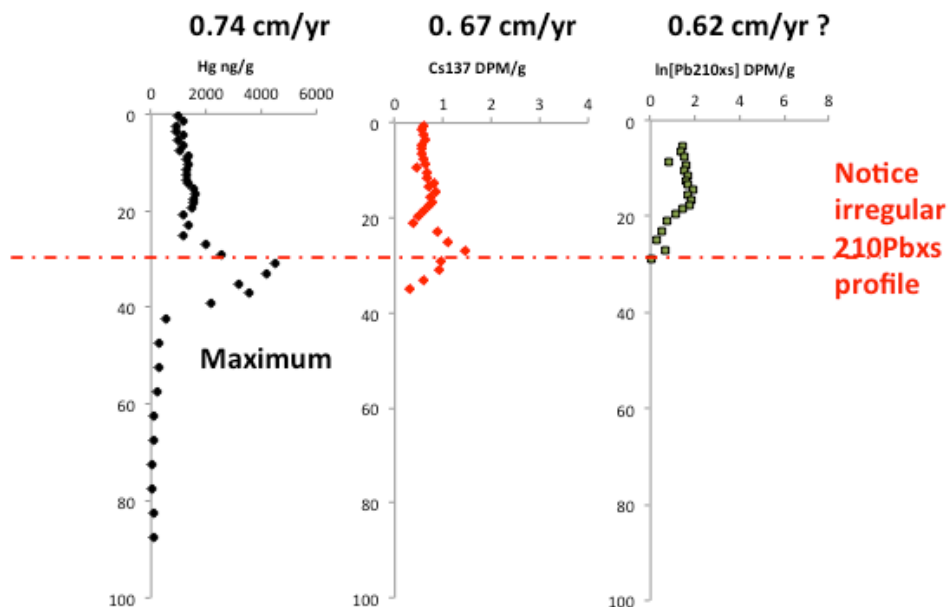 0.74 cm/yr
0. 67 cm/yr
0.62 cm/yr ?
Hg ng/g
Cs137 DPM/g
ln[Pb210xs] DPM/g
0 2000 4000 6000
0 1 2 3 4
0 2 4 6 8
0
20
40
60
80
100
0
20
40
60
80
100
0
20
40
60
80
100
Maximum
Notice
irregular
210Pbxs
profile